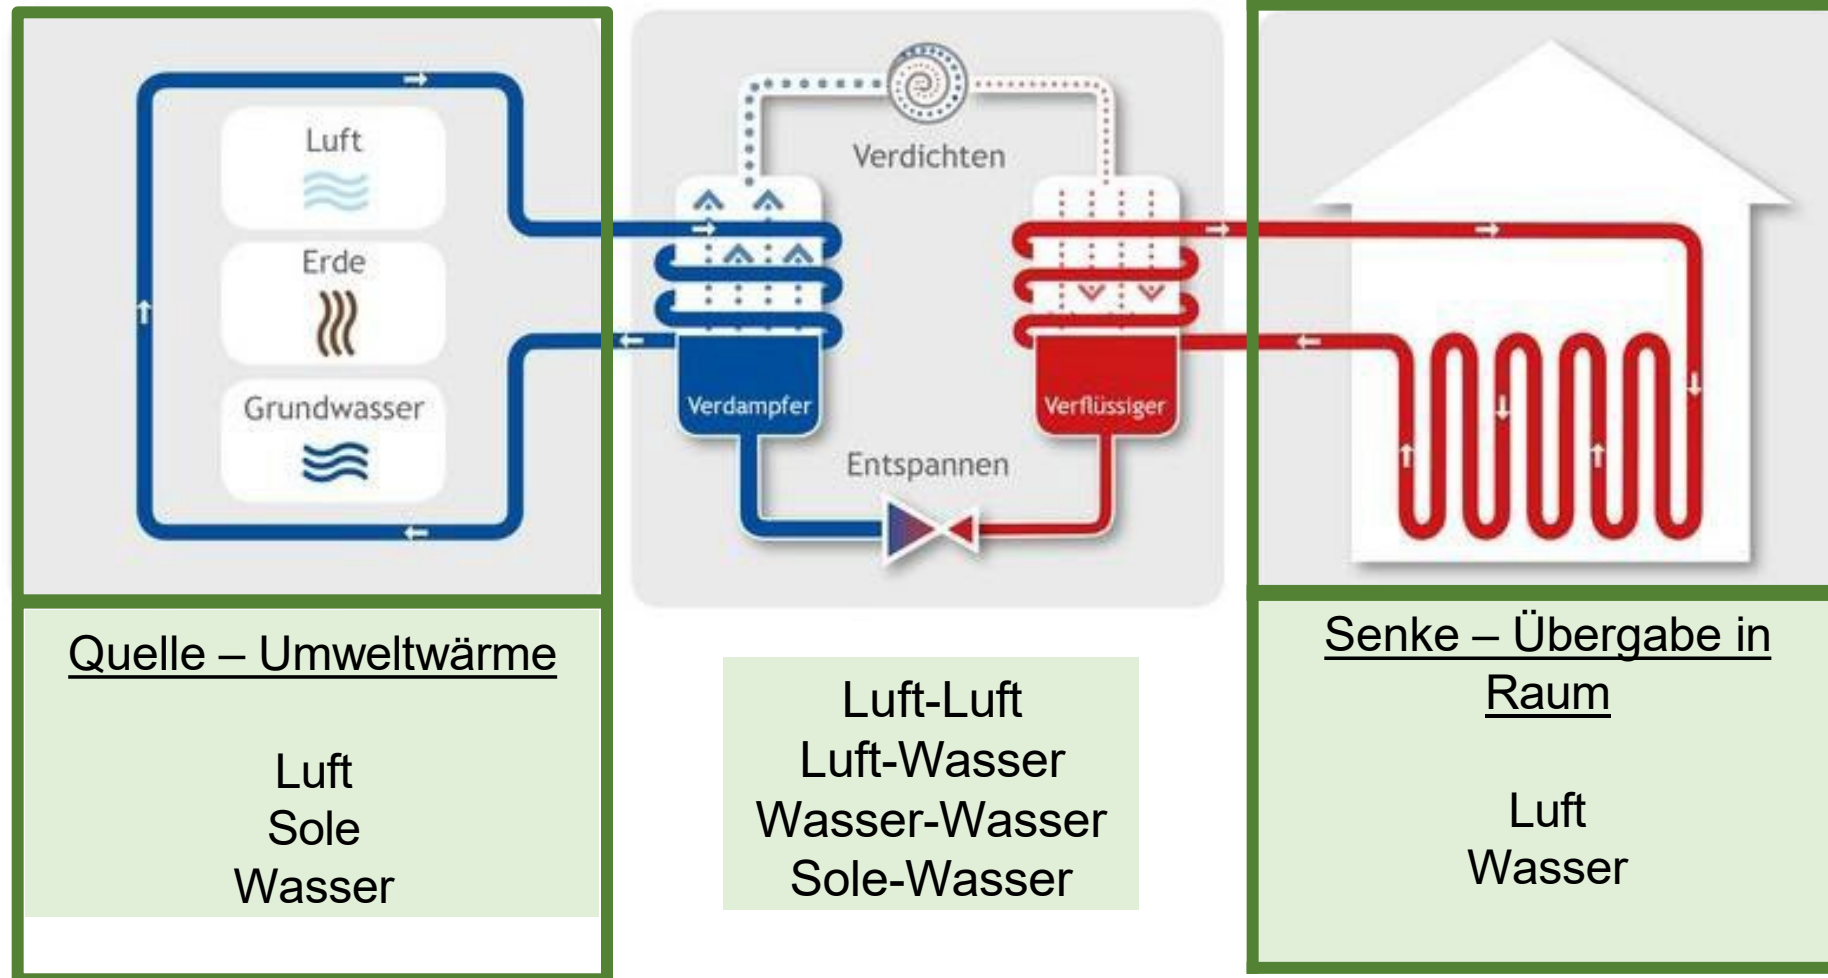 Luft
Erde
Grundwasser
Verdichten
Verdampfer
Verflüssiger
Entspannen
Quelle – Umweltwärme
Luft
Sole
Wasser
Luft-Luft
Luft-Wasser
Wasser-Wasser
Sole-Wasser
Senke – Übergabe in
Raum
Luft
Wasser